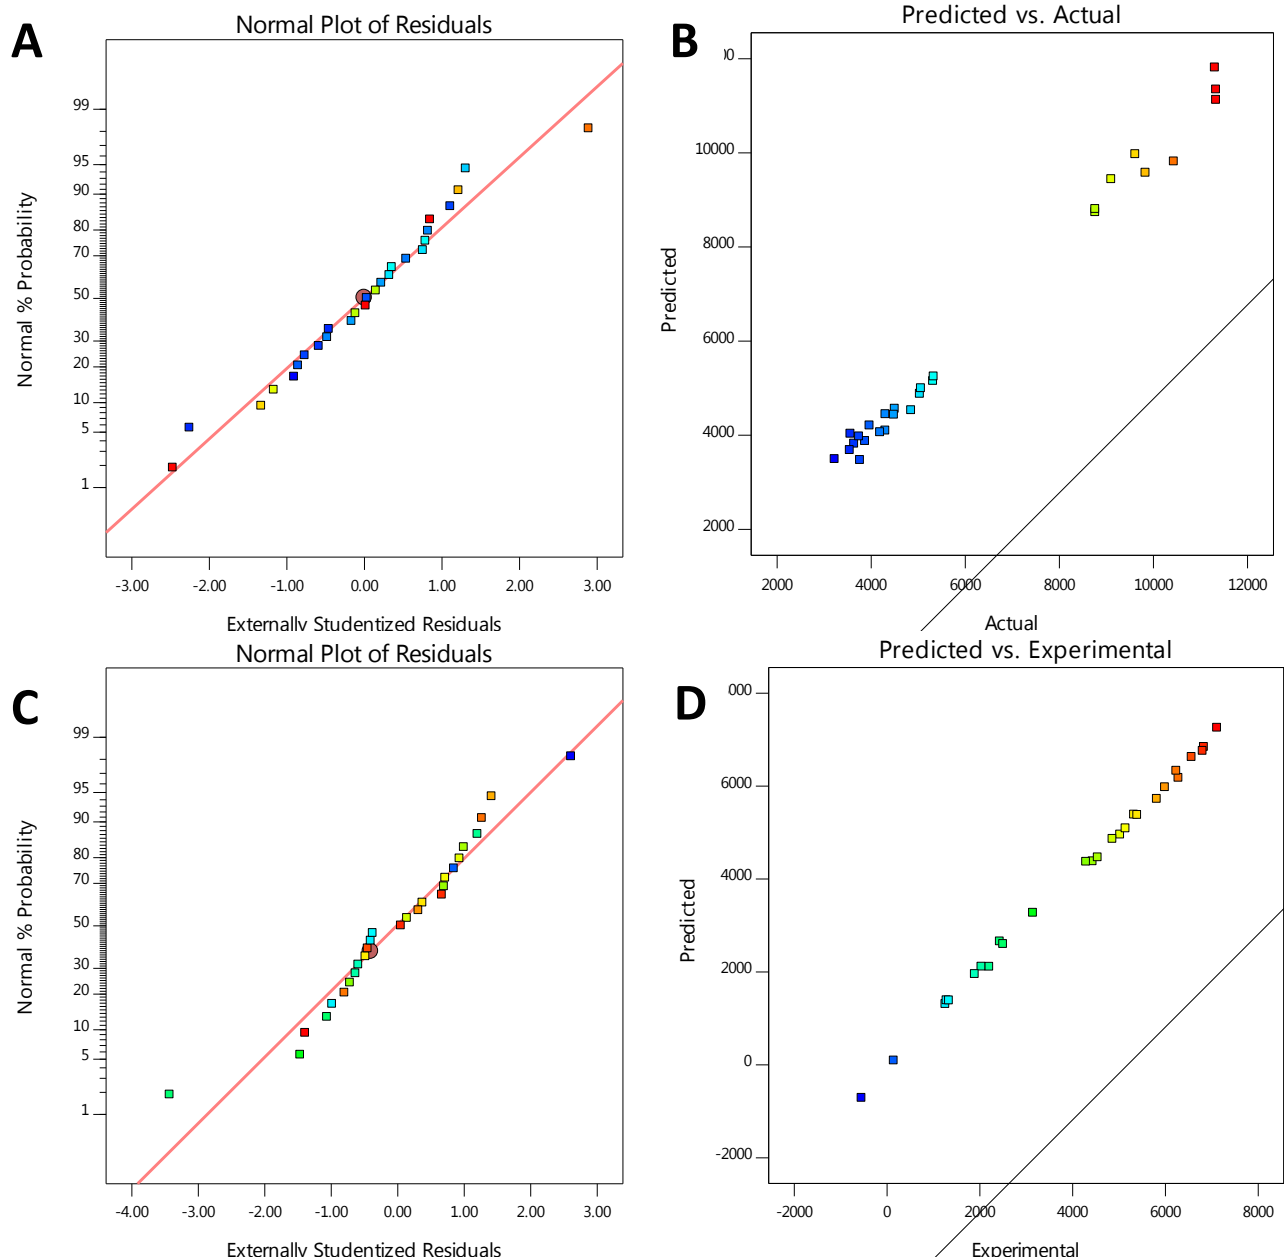 A
Normal Plot of Residuals
99
95
90
80
70
50
30
20
10
5
1
Normal % Probability
-3.00 -2.00 -1.00 0.00 1.00 2.00 3.00
Externally Studentized Residuals
B
Predicted vs. Actual
10000
8000
6000
4000
2000
Predicted
2000 4000 6000 8000 10000 12000
Actual
C
Normal Plot of Residuals
99
95
90
80
70
50
30
20
10
5
1
Normal % Probability
-4.00 -3.00 -2.00 -1.00 0.00 1.00 2.00 3.00
Externally Studentized Residuals
D
Predicted vs. Experimental
000
6000
4000
2000
0
-2000
Predicted
-2000 0 2000 4000 6000 8000
Experimental